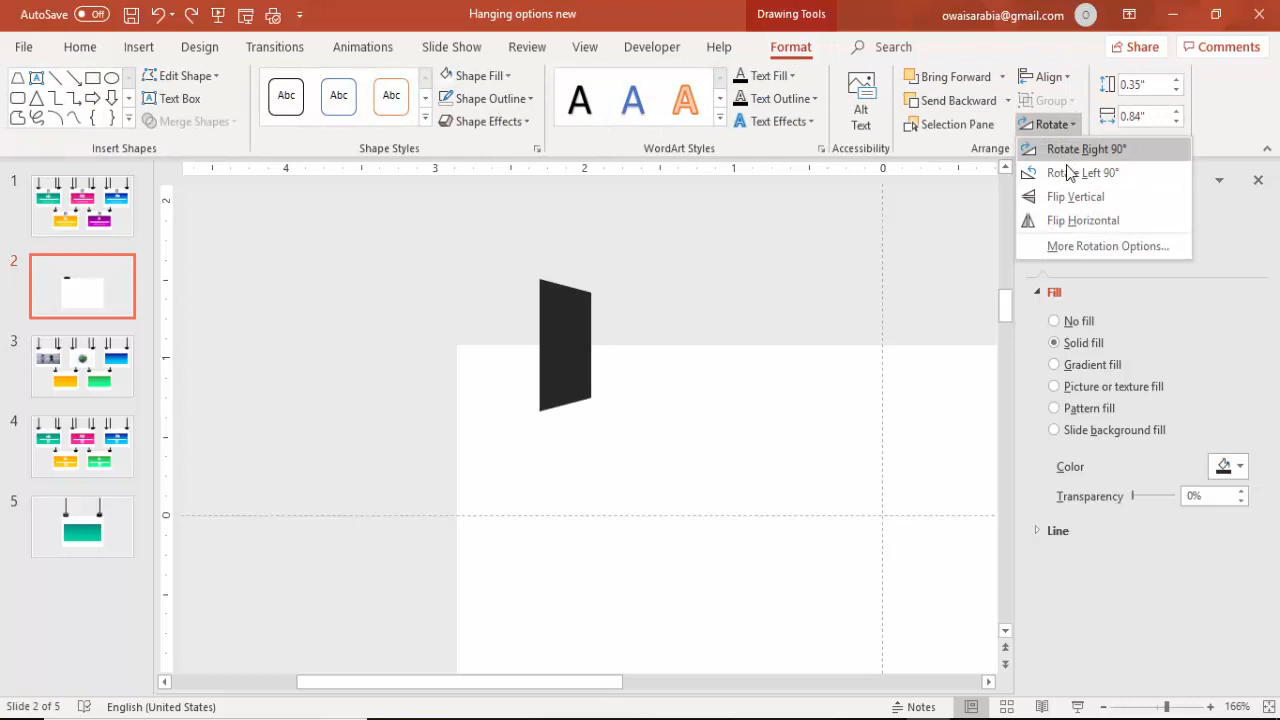 AutoSave Off Hanging options new Drawing Tools owaisarabia@gmail.com O
File Home Insert Design Transitions Animations Slide Show Review View Developer Help Format Search Share Comments
Edit Shape
Text Box
Merge Shapes
Insert Shapes
Abc Abc Abc
Shape Fill
Shape Outline
Shape Effects
Shape Styles
A A A
Text Fill
Text Outline
Text Effects
WordArt Styles
Alt
Text
Accessibility
Bring Forward
Send Backward
Selection Pane
Align
Group
Rotate
Arrange
0.35"
0.84"
Rotate Right 90°
Rotate Left 90°
Flip Vertical
Flip Horizontal
More Rotation Options...
4 3 2 1 0
2
1
0
1
2
3
4
5
Fill
No fill
Solid fill
Gradient fill
Picture or texture fill
Pattern fill
Slide background fill
Color
Transparency 0%
Line
Slide 2 of 5 English (United States) Notes 166%